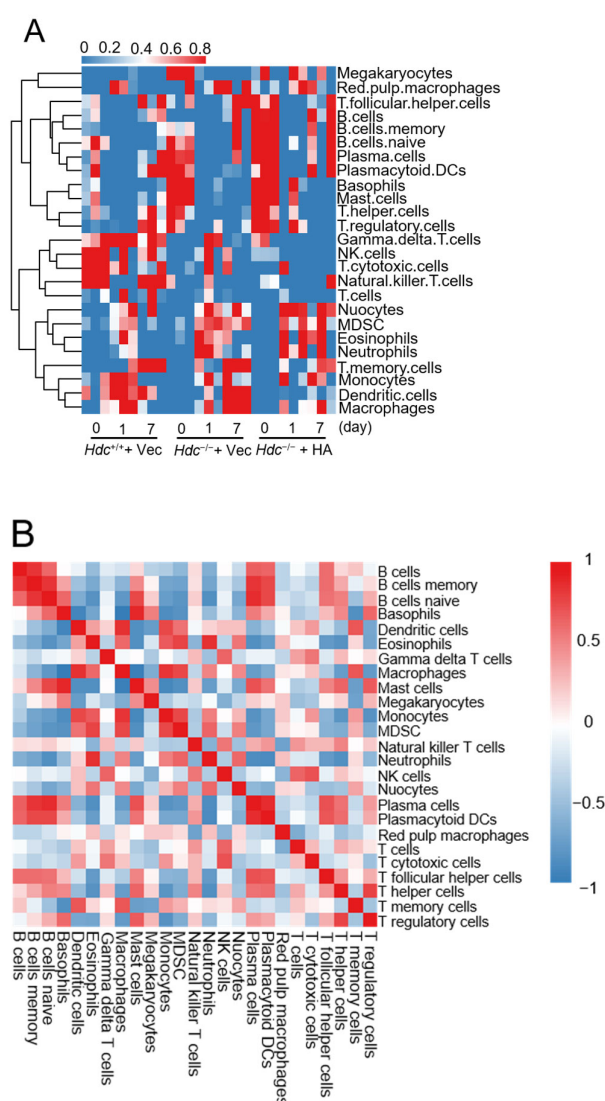 A
0 0.2 0.4 0.6 0.8
Megakaryocytes
Red.pulp.macrophages
T.follicular.helper.cells
B.cells
B.cells.memory
B.cells.naive
Plasma.cells
Plasmacytoid.DCs
Basophils
Mast.cells
T.helper.cells
T.regulatory.cells
Gamma.delta.T.cells
NK.cells
T.cytotoxic.cells
Natural.killer.T.cells
T.cells
Nuocytes
MDSC
Eosinophils
Neutrophils
T.memory.cells
Monocytes
Dendritic.cells
Macrophages
0 1 7 0 1 7 0 1 7 (day)
Hdc+/++ Vec Hdc−/−+ Vec Hdc−/− + HA
B
B cells
B cells memory
B cells naive
Basophils
Dendritic cells
Eosinophils
Gamma delta T cells
Macrophages
Mast cells
Megakaryocytes
Monocytes
MDSC
Natural killer T cells
Neutrophils
NK cells
Nuocytes
Plasma cells
Plasmacytoid DCs
Red pulp macrophages
T cells
T cytotoxic cells
T follicular helper cells
T helper cells
T memory cells
T regulatory cells
1
0.5
0
−0.5
−1
B cells
B cells memory
B cells naive
Basophils
Dendritic cells
Eosinophils
Gamma delta T cells
Macrophages
Mast cells
Megakaryocytes
Monocytes
MDSC
Natural killer T cells
Neutrophils
NK cells
Nuocytes
Plasma cells
Plasmacytoid DCs
Red pulp macrophages
T cells
T cytotoxic cells
T follicular helper cells
T helper cells
T memory cells
T regulatory cells